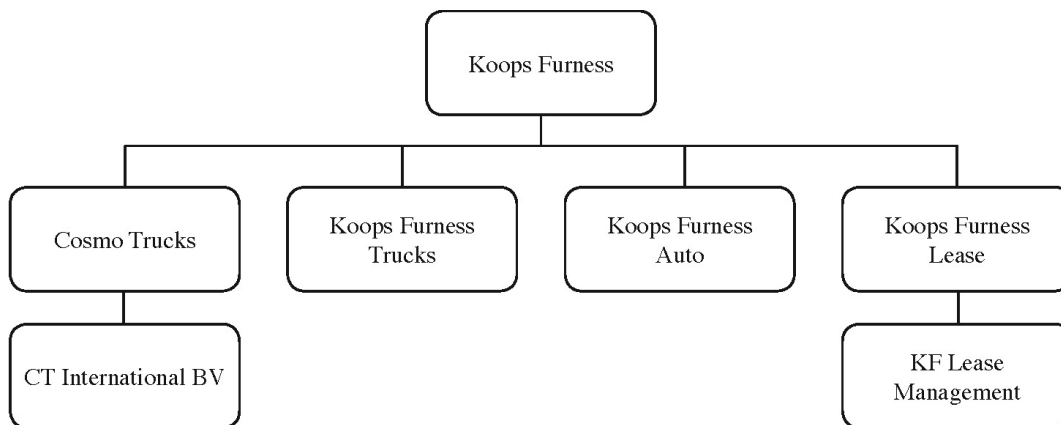 Koops Furness
Cosmo Trucks
Koops Furness
Trucks
Koops Furness
Auto
Koops Furness
Lease
CT International BV
KF Lease
Management